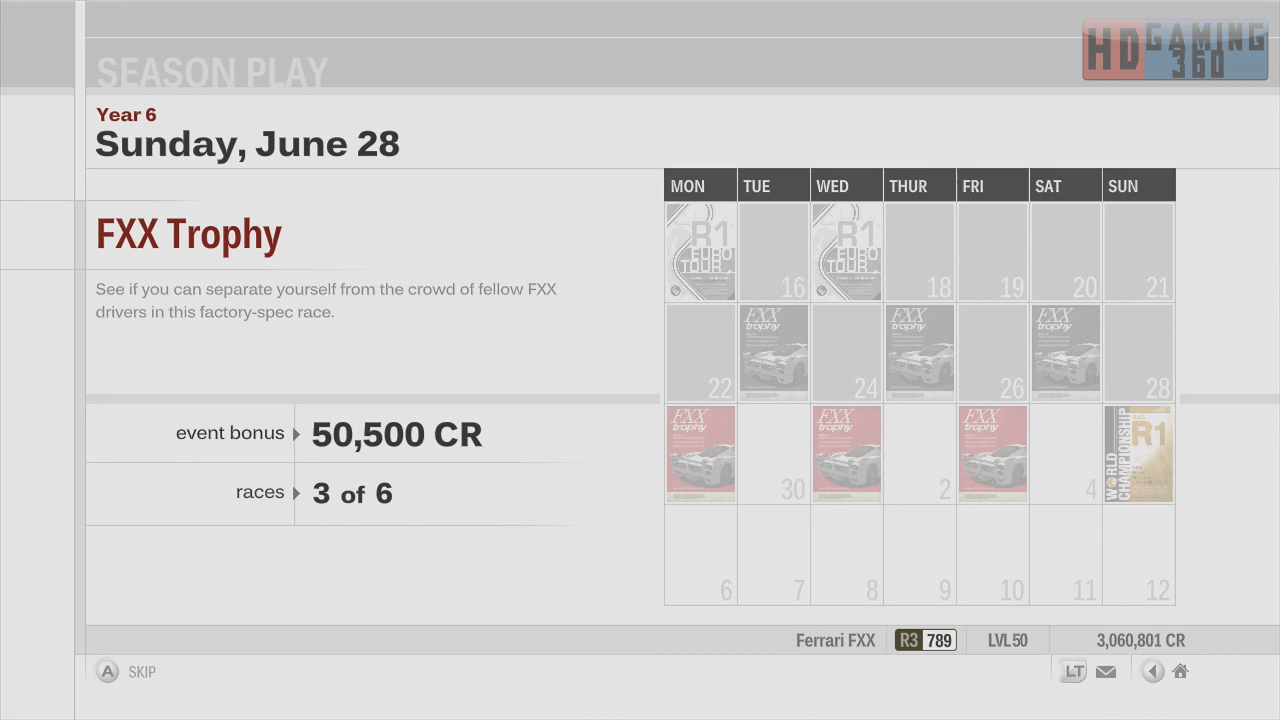 SEASON PLAY
HD GAMING 360
Year 6
Sunday, June 28
MON TUE WED THUR FRI SAT SUN
FXX Trophy
See if you can separate yourself from the crowd of fellow FXX
drivers in this factory-spec race.
R1 EURO TOUR 16 R1 EURO TOUR 18 19 20 21
22 FXX trophy 24 FXX trophy 26 FXX trophy 28
FXX trophy 30 FXX trophy 2 FXX trophy 4 WORLD CHAMPIONSHIP R1
6 7 8 9 10 11 12
event bonus 50,500 CR
races 3 of 6
Ferrari FXX R3 789 LVL50 3,060,801 CR
A SKIP LT